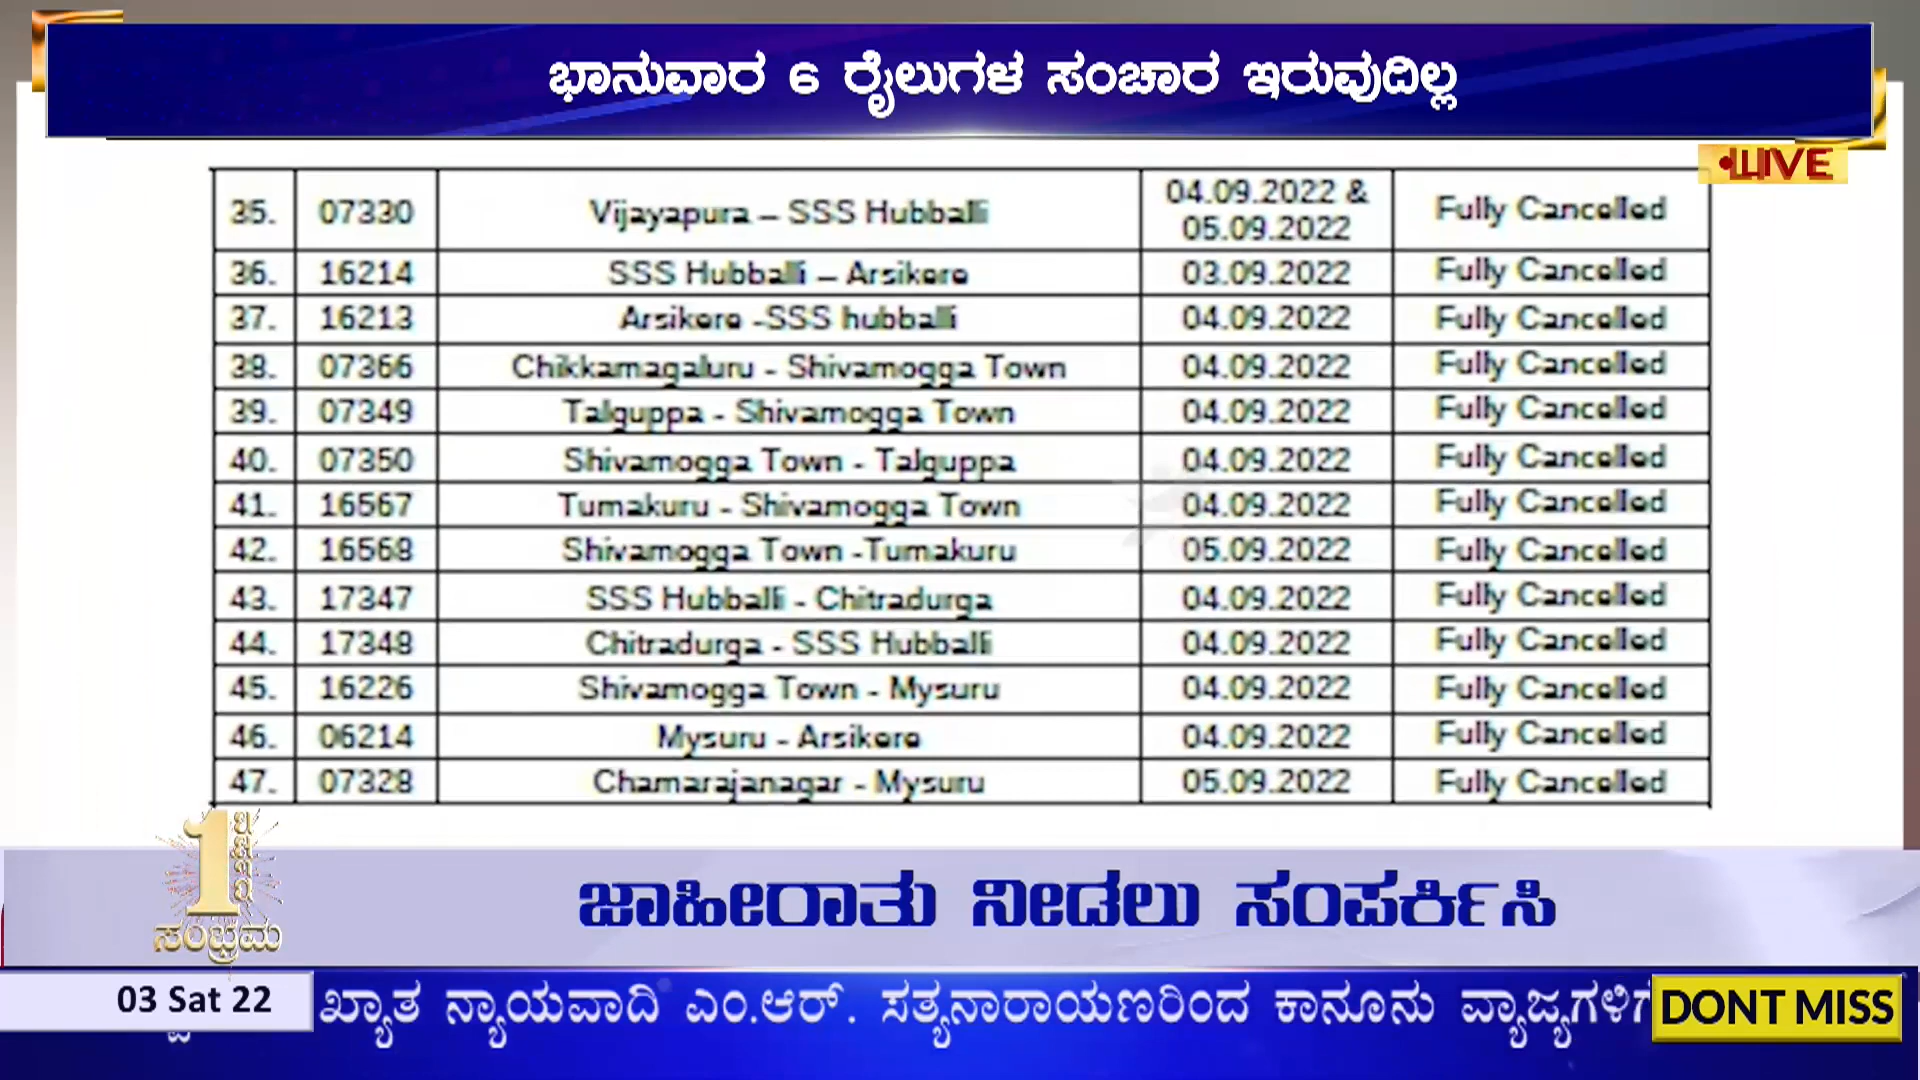 ಭಾನುವಾರ 6 ರೈಲುಗಳ ಸಂಚಾರ ಇರುವುದಿಲ್ಲ
LIVE
35. 07330 Vijayapura – SSS Hubballi 04.09.2022 & 05.09.2022 Fully Cancelled
36. 16214 SSS Hubballi – Arsikere 03.09.2022 Fully Cancelled
37. 16213 Arsikere -SSS hubballi 04.09.2022 Fully Cancelled
38. 07366 Chikkamagaluru - Shivamogga Town 04.09.2022 Fully Cancelled
39. 07349 Talguppa - Shivamogga Town 04.09.2022 Fully Cancelled
40. 07350 Shivamogga Town - Talguppa 04.09.2022 Fully Cancelled
41. 16567 Tumakuru - Shivamogga Town 04.09.2022 Fully Cancelled
42. 16568 Shivamogga Town -Tumakuru 05.09.2022 Fully Cancelled
43. 17347 SSS Hubballi - Chitradurga 04.09.2022 Fully Cancelled
44. 17348 Chitradurga - SSS Hubballi 04.09.2022 Fully Cancelled
45. 16226 Shivamogga Town - Mysuru 04.09.2022 Fully Cancelled
46. 06214 Mysuru - Arsikere 04.09.2022 Fully Cancelled
47. 07328 Chamarajanagar - Mysuru 05.09.2022 Fully Cancelled
1
ಸಂಭ್ರಮ
ಜಾಹೀರಾತು ನೀಡಲು ಸಂಪರ್ಕಿಸಿ
03 Sat 22
ಖ್ಯಾತ ನ್ಯಾಯವಾದಿ ಎಂ.ಆರ್. ಸತ್ಯನಾರಾಯಣರಿಂದ ಕಾನೂನು
DONT MISS